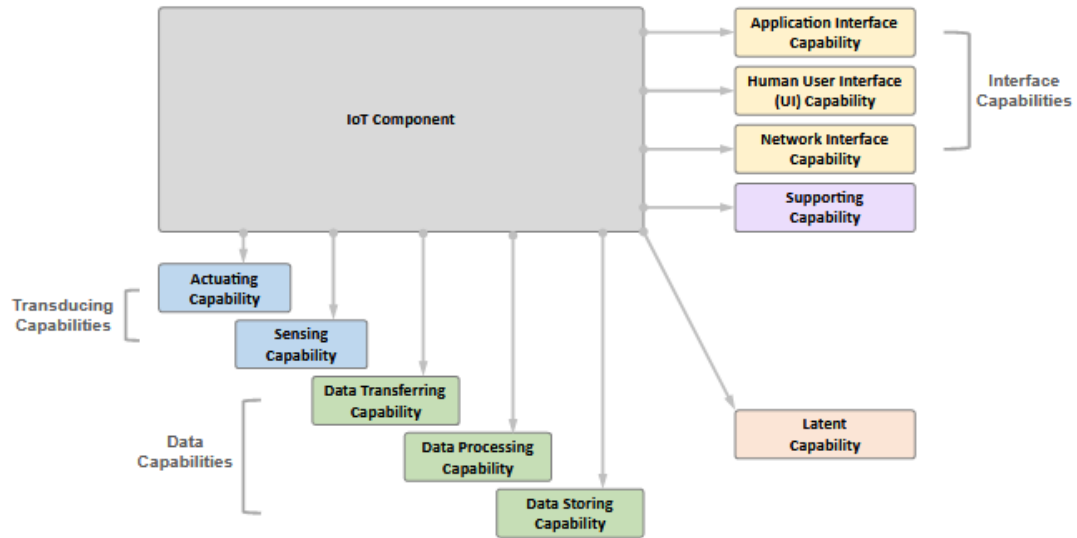 IoT Component
Application Interface
Capability
Human User Interface
(UI) Capability
Network Interface
Capability
Interface
Capabilities
Supporting
Capability
Actuating
Capability
Sensing
Capability
Transducing
Capabilities
Data Transferring
Capability
Data Processing
Capability
Data Storing
Capability
Data
Capabilities
Latent
Capability